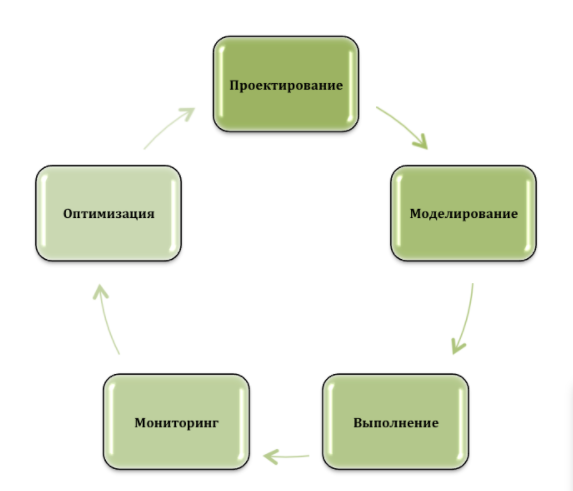 Проектирование
Моделирование
Выполнение
Мониторинг
Оптимизация